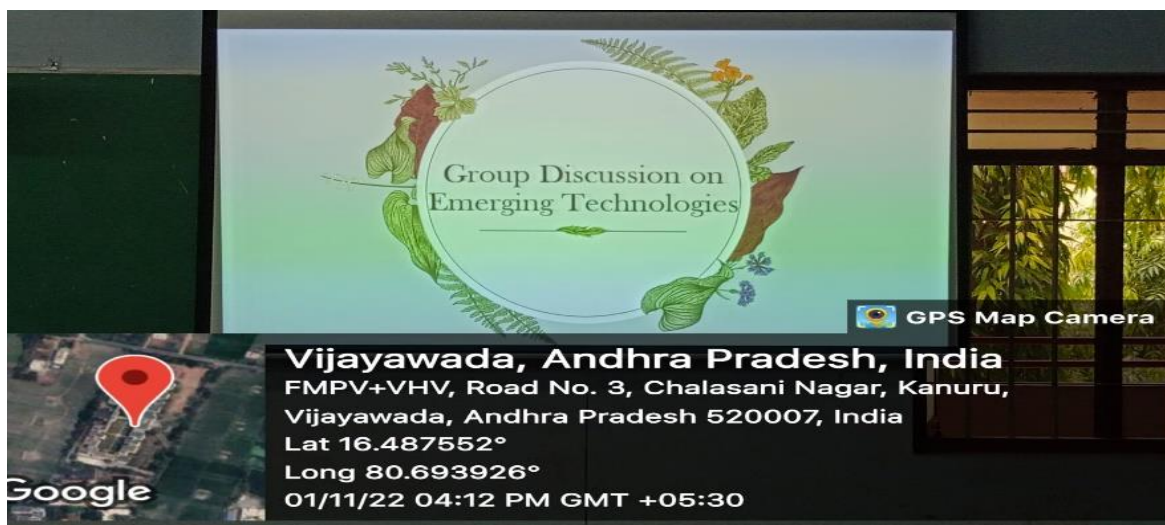 Group Discussion on
Emerging Technologies
GPS Map Camera
Vijayawada, Andhra Pradesh, India
FMPV+VHV, Road No. 3, Chalasani Nagar, Kanuru,
Vijayawada, Andhra Pradesh 520007, India
Lat 16.487552°
Long 80.693926°
01/11/22 04:12 PM GMT +05:30
Google